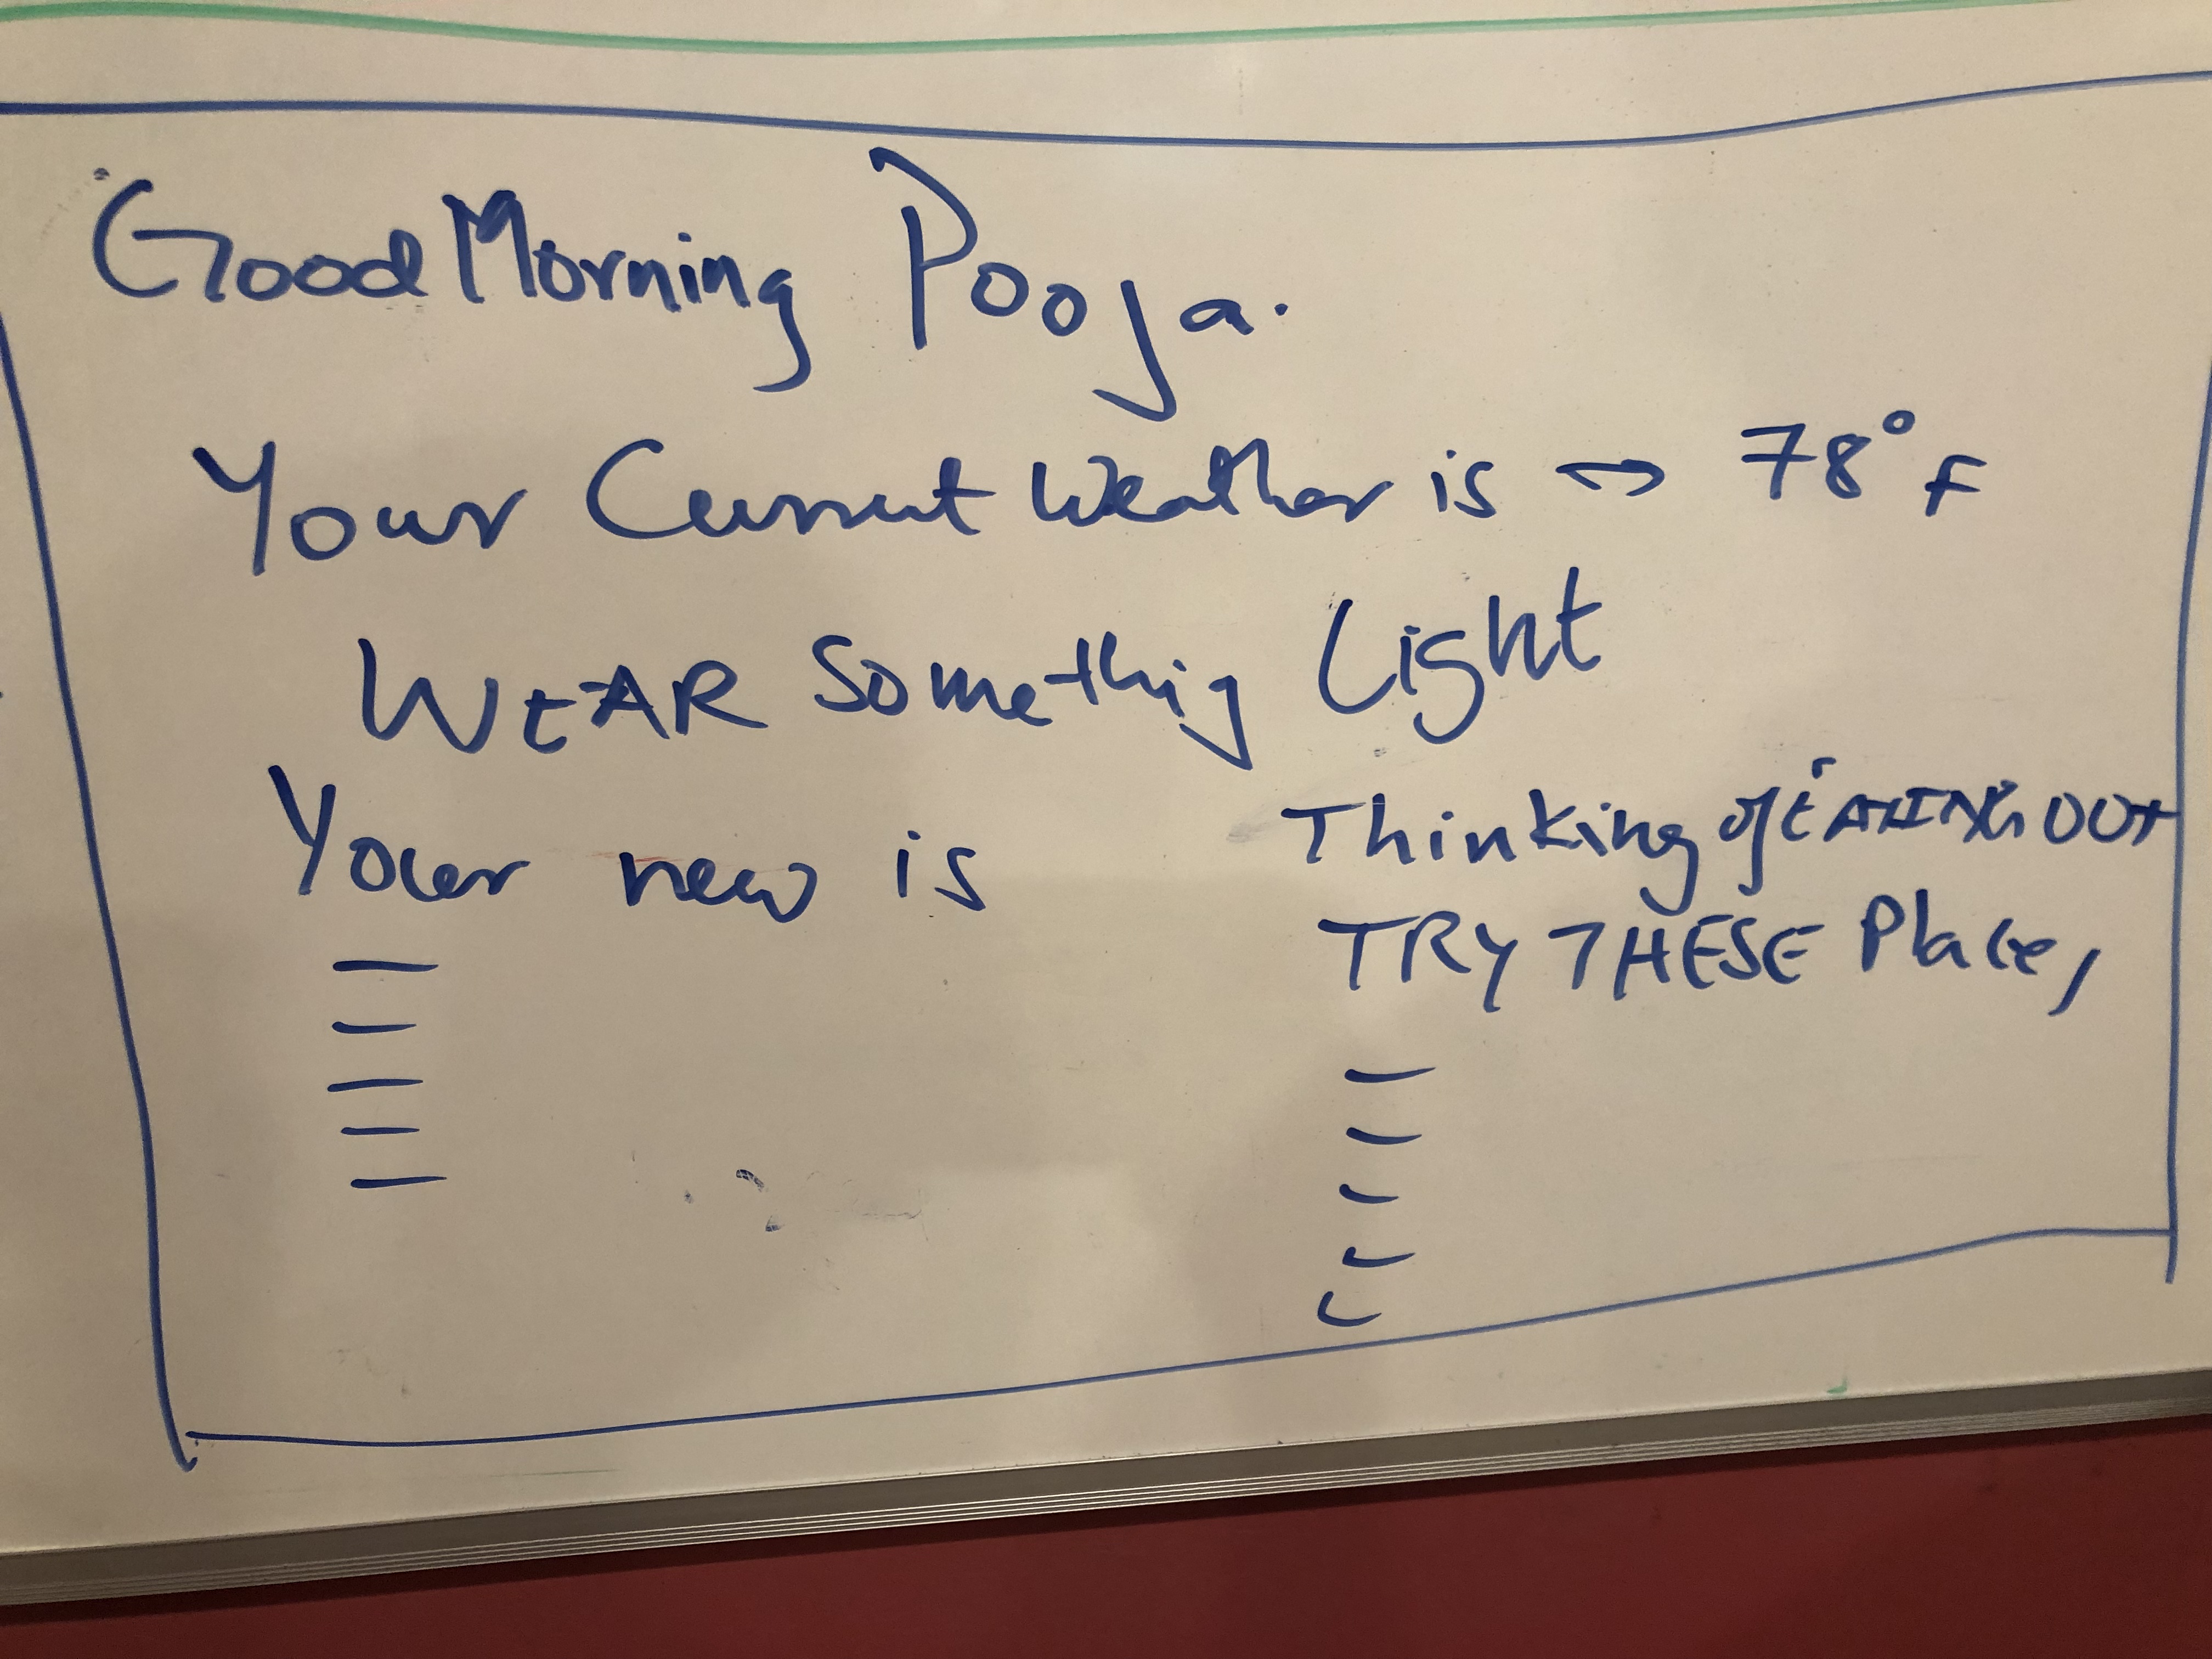 Good Morning Pooja.
Your Current Weather is ↔ 78°F
WEAR Something Light
Your new is
Thinking of EATING OUT
TRY THESE Places